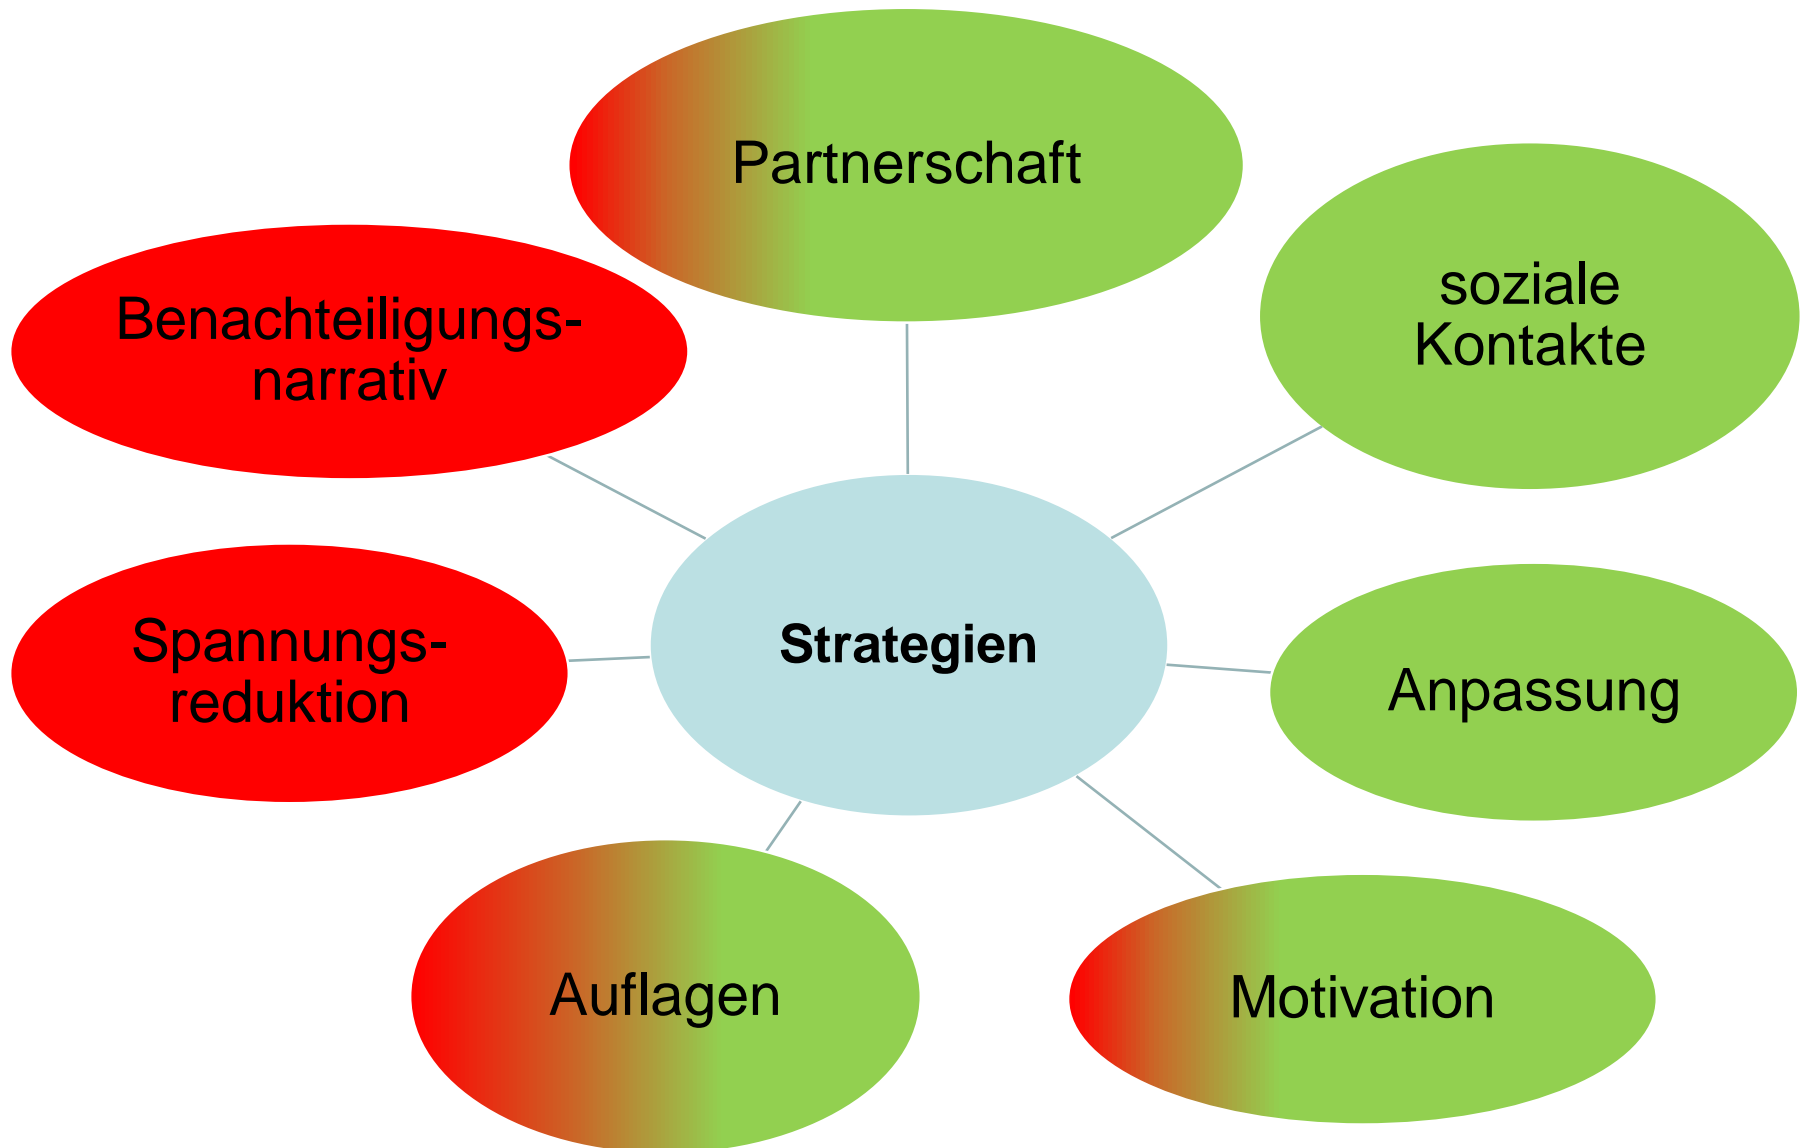 Partnerschaft
soziale
Kontakte
Benachteiligungs-
narrativ
Spannungs-
reduktion
Strategien
Anpassung
Auflagen
Motivation